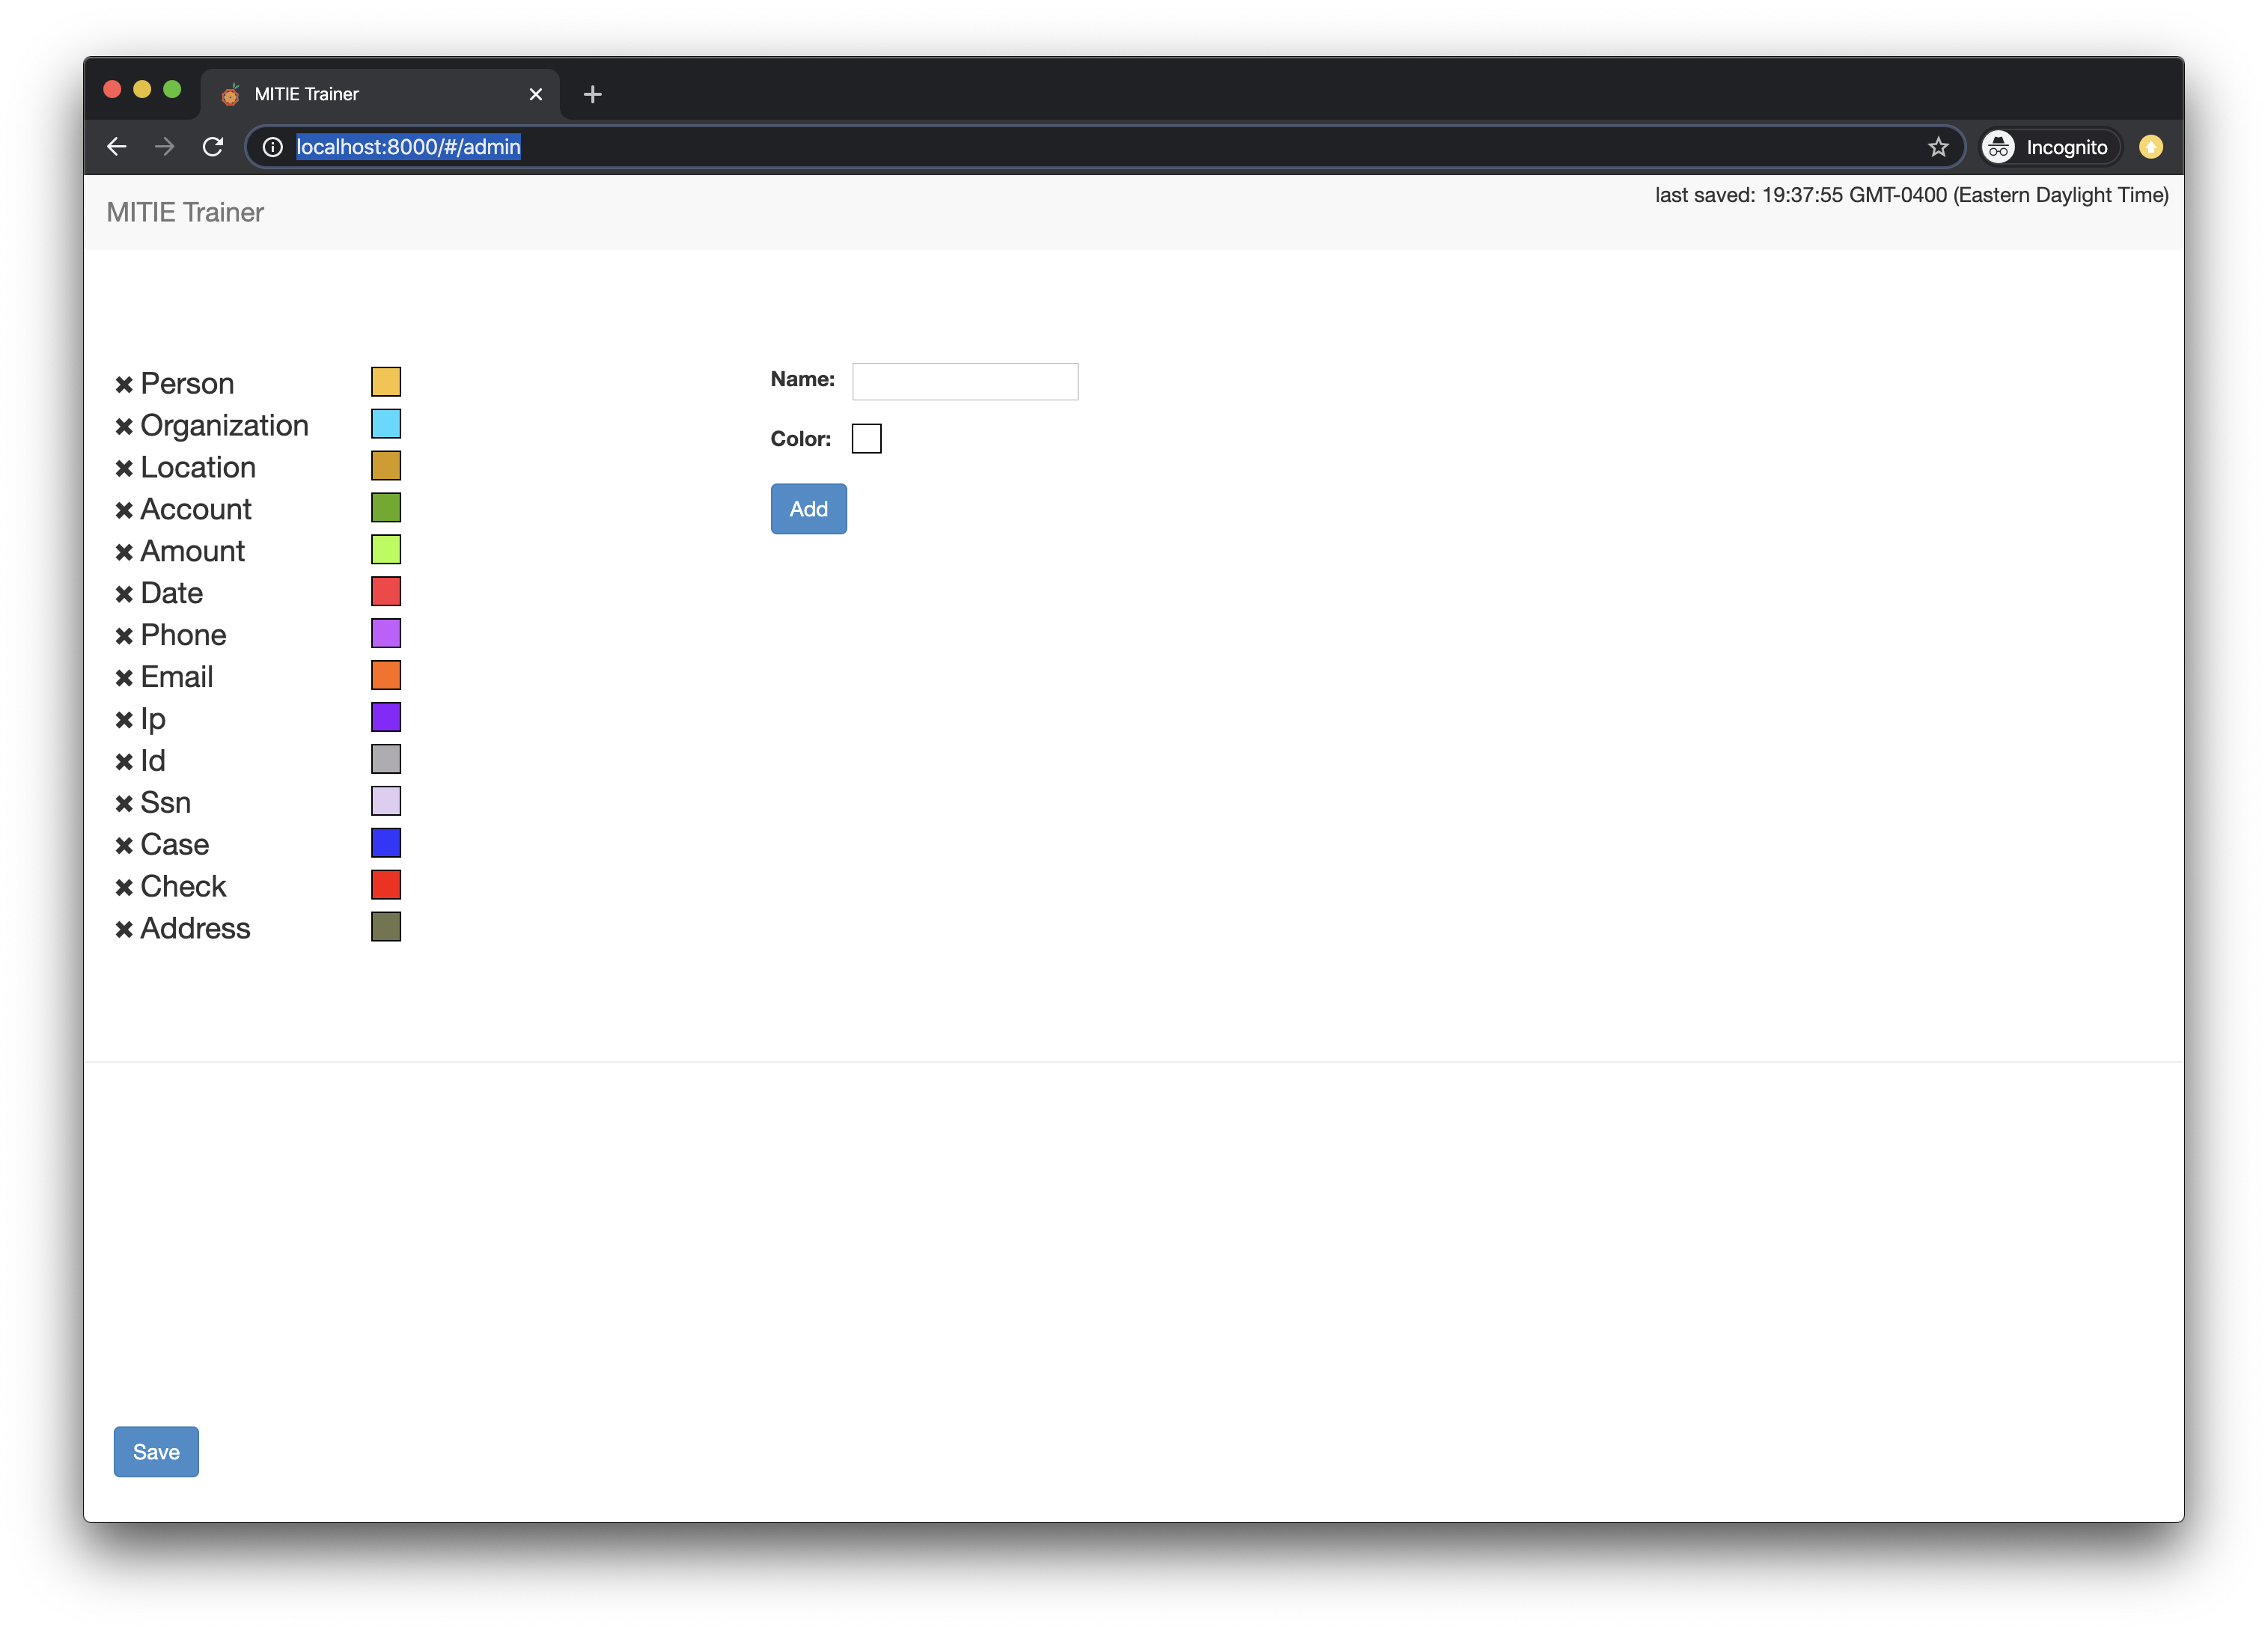 MITIE Trainer
localhost:8000/#/admin
Incognito
MITIE Trainer
last saved: 19:37:55 GMT-0400 (Eastern Daylight Time)
Person
Organization
Location
Account
Amount
Date
Phone
Email
Ip
Id
Ssn
Case
Check
Address
Name:
Color:
Add
Save